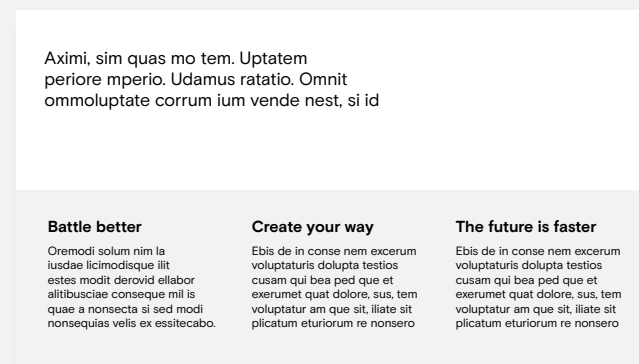 Aximi, sim quas mo tem. Uptatem
periore mperio. Udamus ratatio. Omnit
ommoluptate corrum ium vende nest, si id
Battle better
Oremodi solum nim la
iusdae licimodisque ilit
estes modit derovid ellabor
alitibusciae conseque mil is
quae a nonsecta si sed modi
nonsequias velis ex essitecabo.
Create your way
Ebis de in conse nem excerum
voluptaturis dolupta testios
cusam qui bea ped que et
exerumet quat dolore, sus, tem
voluptatur am que sit, iliate sit
plicatum eturiorum re nonsero
The future is faster
Ebis de in conse nem excerum
voluptaturis dolupta testios
cusam qui bea ped que et
exerumet quat dolore, sus, tem
voluptatur am que sit, iliate sit
plicatum eturiorum re nonsero